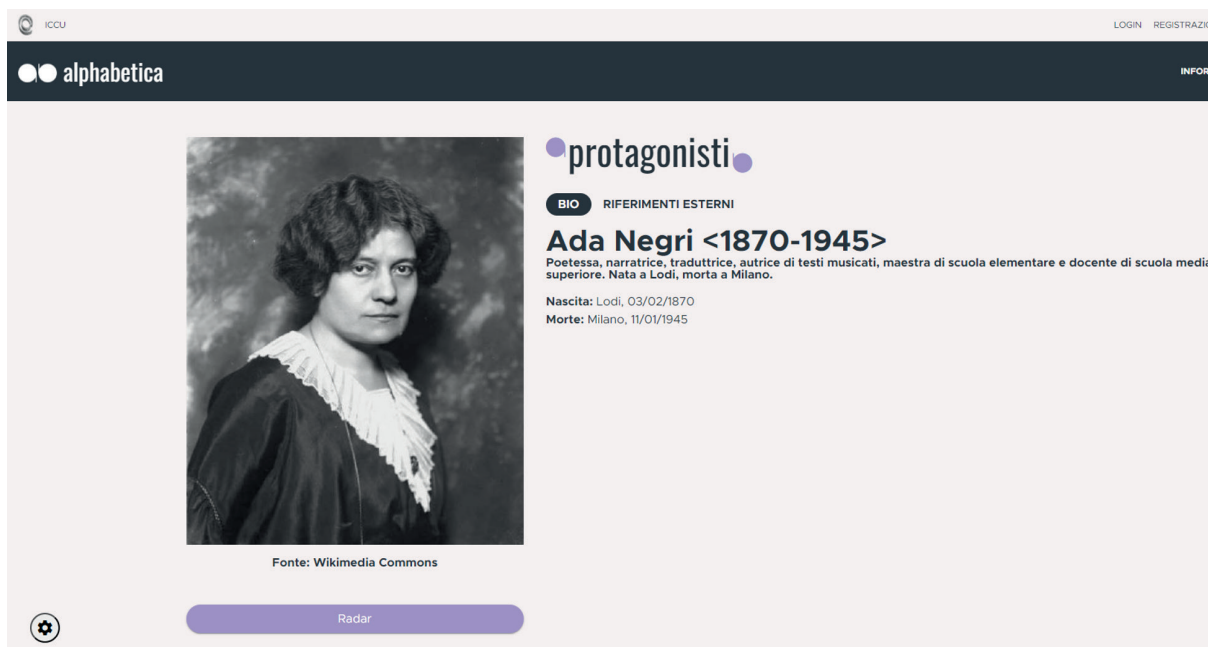 ICCU
LOGIN REGISTRAZIO
alphabetica
INFOR
protagonisti
BIO RIFERIMENTI ESTERNI
Ada Negri <1870-1945>
Poetessa, narratrice, traduttrice, autrice di testi musicati, maestra di scuola elementare e docente di scuola media
superiore. Nata a Lodi, morta a Milano.
Nascita: Lodi, 03/02/1870
Morte: Milano, 11/01/1945
Fonte: Wikimedia Commons
Radar